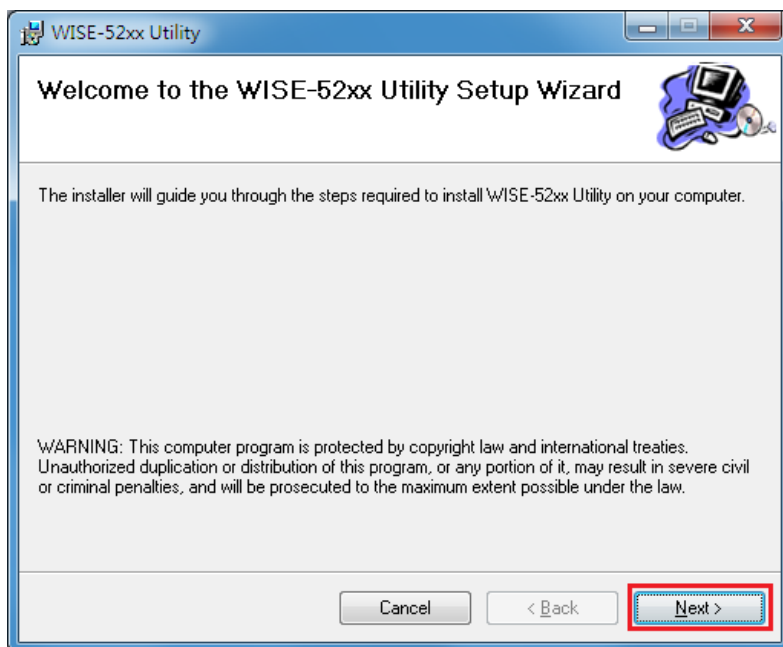 WISE-52xx Utility
Welcome to the WISE-52xx Utility Setup Wizard
The installer will guide you through the steps required to install WISE-52xx Utility on your computer.
WARNING: This computer program is protected by copyright law and international treaties.
Unauthorized duplication or distribution of this program, or any portion of it, may result in severe civil
or criminal penalties, and will be prosecuted to the maximum extent possible under the law.
Cancel
< Back
Next >